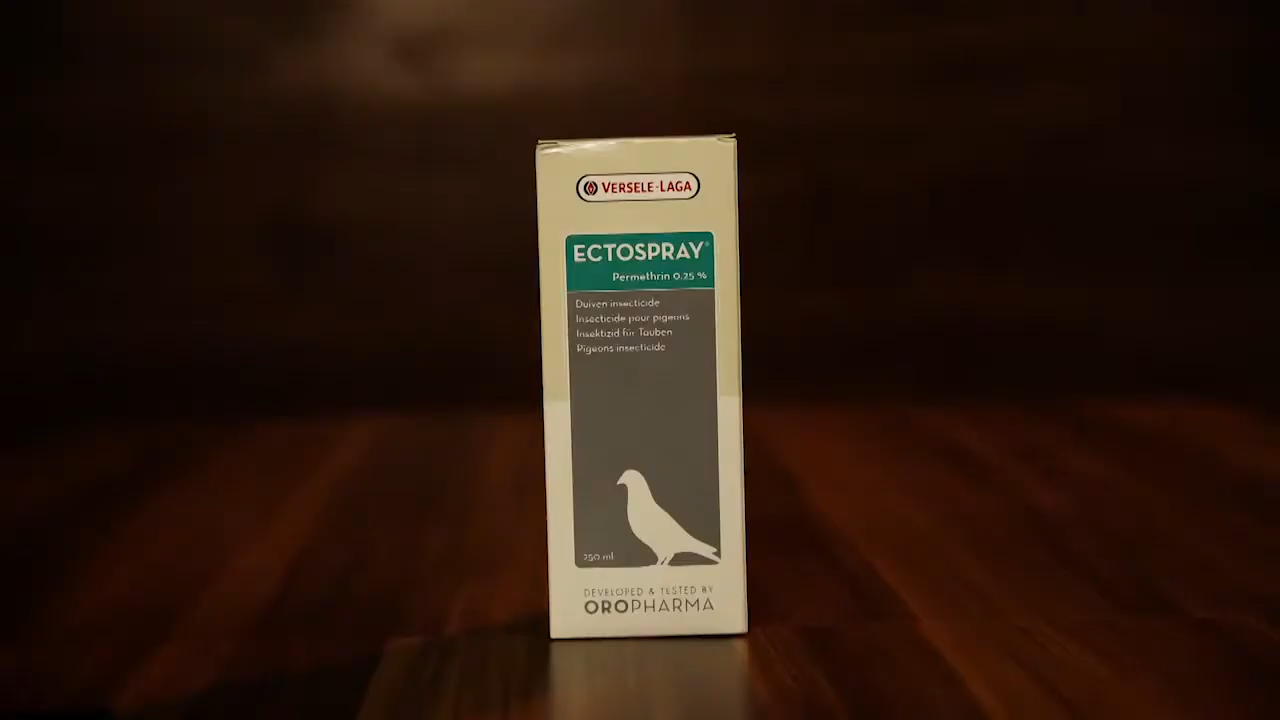 VERSELE-LAGA
ECTOSPRAY®
Permethrin 0.25 %
Duiven insecticide
Insecticide pour pigeons
Insektizid für Tauben
Pigeons insecticide
250 ml
DEVELOPED & TESTED BY
OROPHARMA